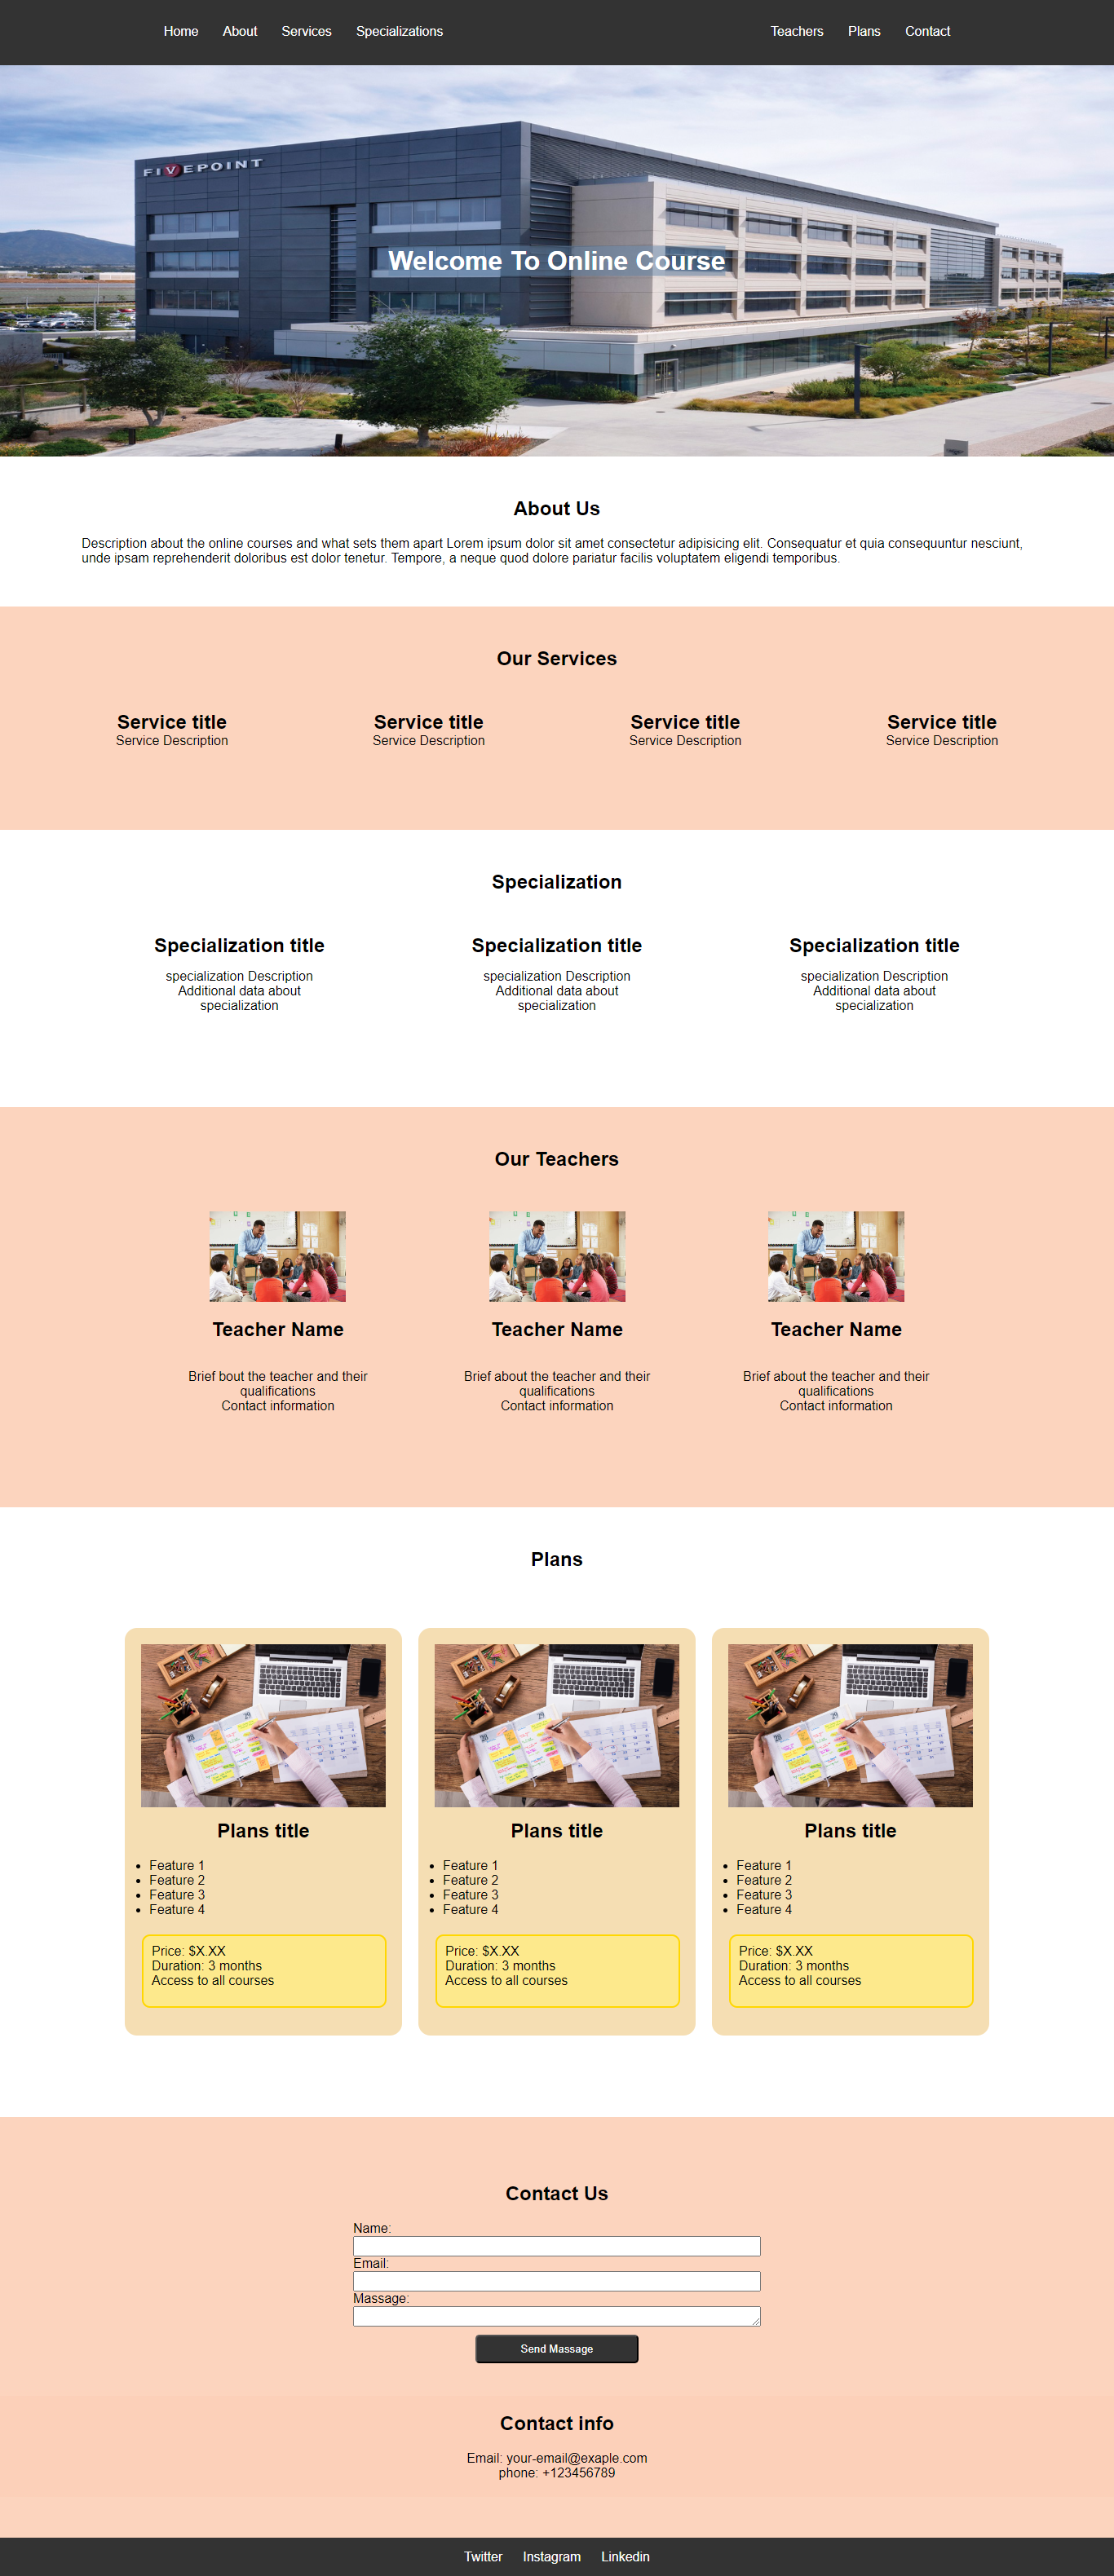 Home About Services Specializations Teachers Plans Contact
FIVEPOINT
Welcome To Online Course
About Us
Description about the online courses and what sets them apart Lorem ipsum dolor sit amet consectetur adipisicing elit. Consequatur et quia consequuntur nesciunt,
unde ipsam reprehenderit doloribus est dolor tenetur. Tempore, a neque quod dolore pariatur facilis voluptatem eligendi temporibus.
Our Services
Service title Service title Service title Service title
Service Description Service Description Service Description Service Description
Specialization
Specialization title Specialization title Specialization title
specialization Description specialization Description specialization Description
Additional data about Additional data about Additional data about
specialization specialization specialization
Our Teachers
Teacher Name Teacher Name Teacher Name
Brief bout the teacher and their Brief about the teacher and their Brief about the teacher and their
qualifications qualifications qualifications
Contact information Contact information Contact information
Plans
Plans title Plans title Plans title
Feature 1 Feature 1 Feature 1
Feature 2 Feature 2 Feature 2
Feature 3 Feature 3 Feature 3
Feature 4 Feature 4 Feature 4
Price: $X.XX Price: $X.XX Price: $X.XX
Duration: 3 months Duration: 3 months Duration: 3 months
Access to all courses Access to all courses Access to all courses
Contact Us
Name:
Email:
Massage:
Send Massage
Contact info
Email: your-email@exaple.com
phone: +123456789
Twitter Instagram Linkedin